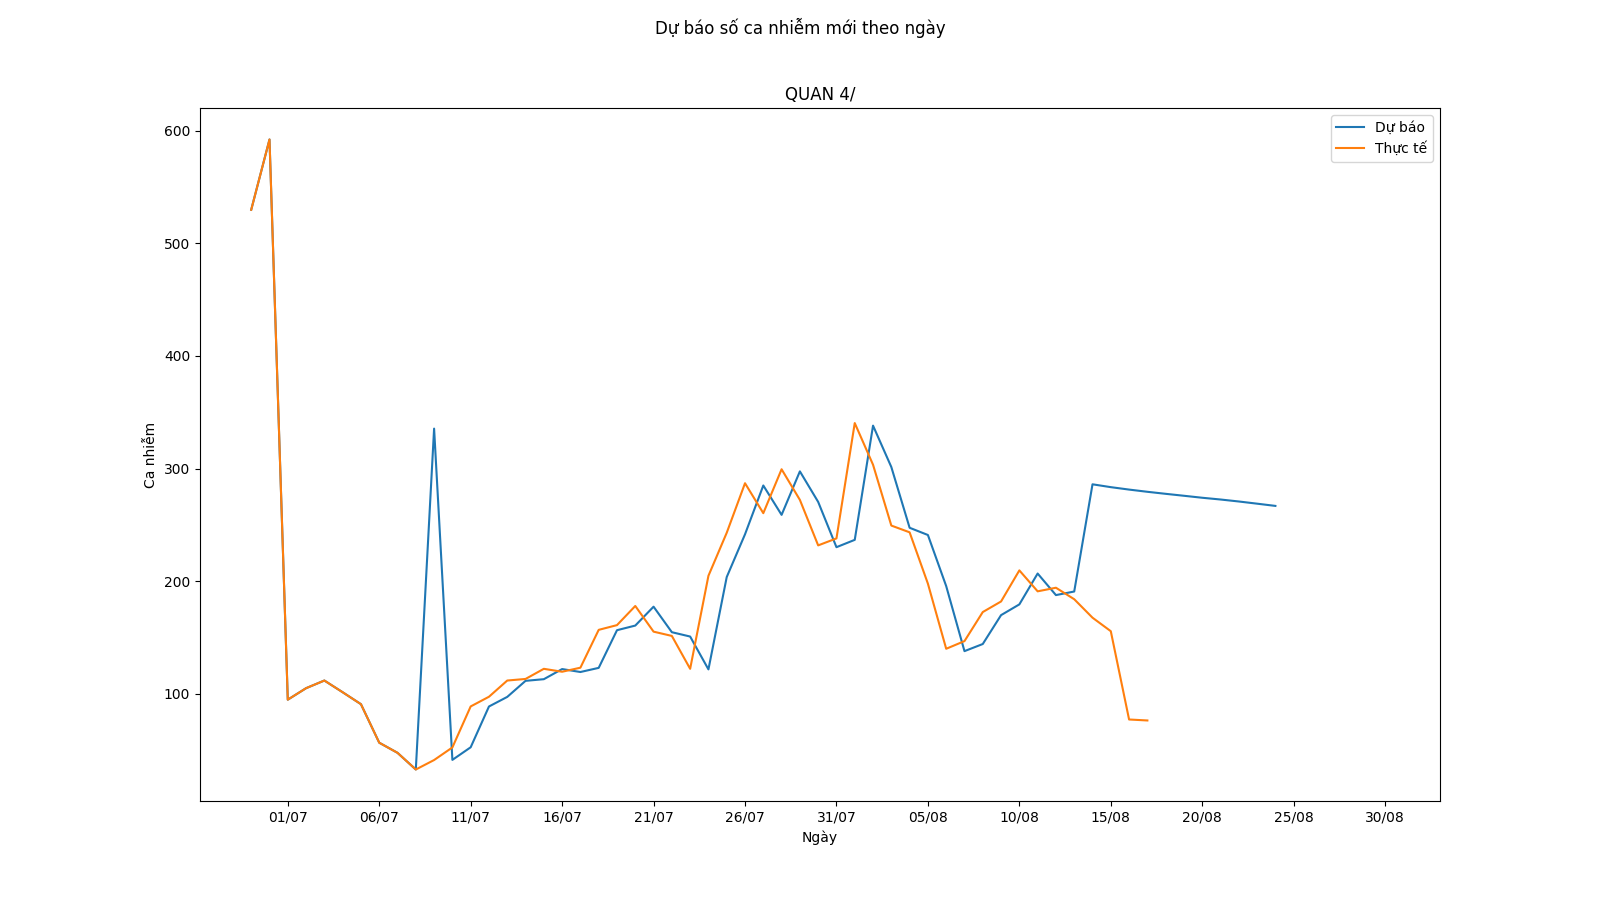 Dự báo số ca nhiễm mới theo ngày
QUAN 4/
Dự báo
Thực tế
600
500
400
300
200
100
Ca nhiễm
01/07 06/07 11/07 16/07 21/07 26/07 31/07 05/08 10/08 15/08 20/08 25/08 30/08
Ngày